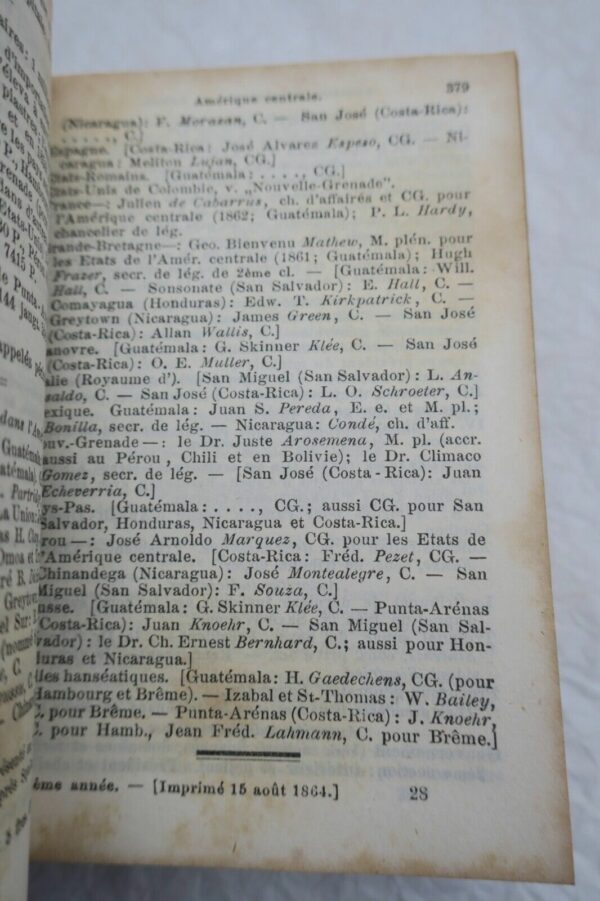 Amérique centrale. 379
(Nicaragua): F. Morazan, C. — San José (Costa-Rica):
. . . . ., C.]
Espagne. [Costa-Rica: José Alvarez Espeso, CG. — Ni-
caragua: Meliton Lujan, CG.]
Etats-Romains. [Guatémala: . . . . ., CG.]
Etats-Unis de Colombie, v. „Nouvelle-Grenade".
rance—: Julien de Cabarrus, ch. d'affaires et CG. pour
l'Amérique centrale (1862; Guatémala); P. L. Hardy,
chancelier de lég.
rande-Bretagne—: Geo. Bienvenu Mathew, M. plén. pour
les Etats de l'Amér. centrale (1861; Guatémala); Hugh
Frazer, secr. de lég. de 2ème cl. — [Guatémala: Will.
Hall, C. — Sonsonate (San Salvador): E. Hall, C. —
Comayagua (Honduras): Edw. T. Kirkpatrick, C. —
Greytown (Nicaragua): James Green, C. — San José
(Costa-Rica): Allan Wallis, C.]
anovre. [Guatémala: G. Skinner Klée, C. — San José
(Costa-Rica): O. E. Muller, C.]
alie (Royaume d'). [San Miguel (San Salvador): L. An-
saldo, C. — San José (Costa-Rica): L. O. Schroeter, C.]
exique. Guatémala: Juan S. Pereda, E. e. et M. pl.;
Bonilla, secr. de lég. — Nicaragua: Condé, ch. d'aff.
ouv.-Grenade—: le Dr. Juste Arosemena, M. pl. (accr.
aussi au Pérou, Chili et en Bolivie); le Dr. Climaco
Gomez, secr. de lég. — [San José (Costa-Rica): Juan
Echeverria, C.]
ys-Pas. [Guatémala: . . . ., CG.; aussi CG. pour San
Salvador, Honduras, Nicaragua et Costa-Rica.]
rou—: José Arnoldo Marquez, CG. pour les Etats de
l'Amérique centrale. [Costa-Rica: Fréd. Pezet, CG. —
Chinandega (Nicaragua): José Montealegre, C. — San
Miguel (San Salvador): F. Souza, C.]
usse. [Guatémala: G. Skinner Klée, C. — Punta-Arénas
(Costa-Rica): Juan Knoehr, C. — San Miguel (San Sal-
vador): le Dr. Ch. Ernest Bernhard, C.; aussi pour Hon-
duras et Nicaragua.]
lles hanséatiques. [Guatémala: H. Gaedechens, CG. (pour
Hambourg et Brême). — Izabal et St-Thomas: W. Bailey,
C. pour Brême. — Punta-Arénas (Costa-Rica): J. Knoehr,
C. pour Hamb., Jean Fréd. Lahmann, C. pour Brême.]
ème année. — [Imprimé 15 août 1864.] 28